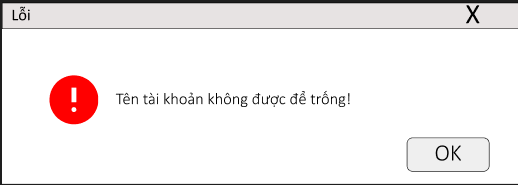 Lỗi X
Tên tài khoản không được để trống!
OK